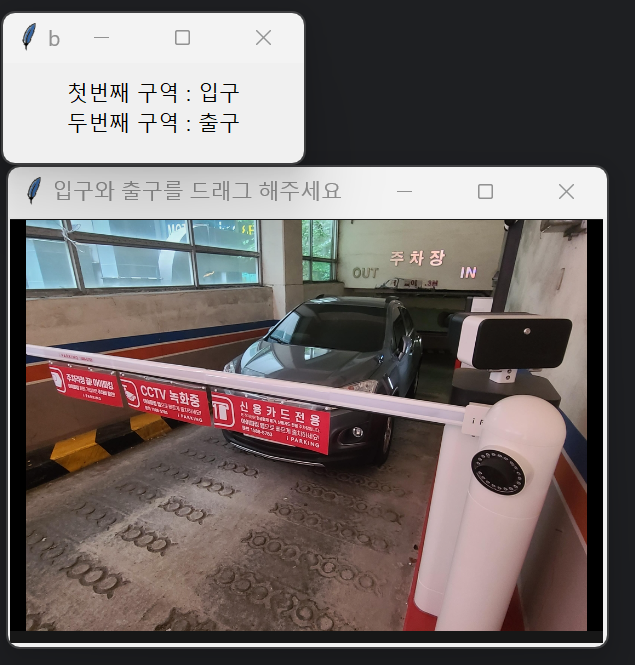 b
첫번째 구역 : 입구
두번째 구역 : 출구
입구와 출구를 드래그 해주세요
주차장
OUT
IN
CCTV 녹화중
i PARKING
신용카드전용
i PARKING
i PARKING